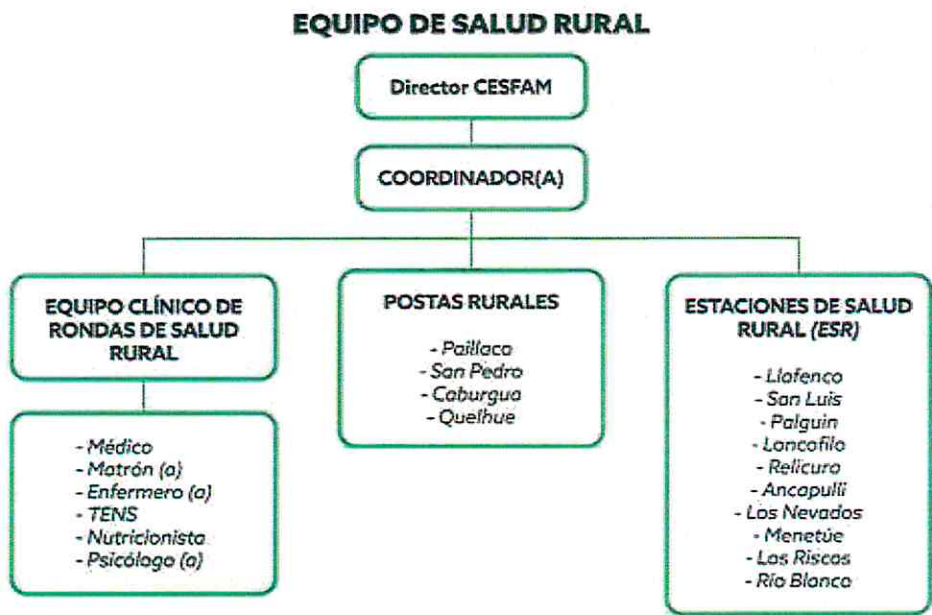 EQUIPO DE SALUD RURAL
Director CESFAM
COORDINADOR(A)
EQUIPO CLÍNICO DE
RONDAS DE SALUD
RURAL
- Médico
- Matrón (a)
- Enfermero (a)
- TENS
- Nutricionista
- Psicólogo (a)
POSTAS RURALES
- Paillaco
- San Pedro
- Caburgua
- Quelhue
ESTACIONES DE SALUD
RURAL (ESR)
- Llafenco
- San Luis
- Palguin
- Loncofilo
- Relicura
- Ancapulli
- Los Nevados
- Menetúe
- Los Riscos
- Río Blanco